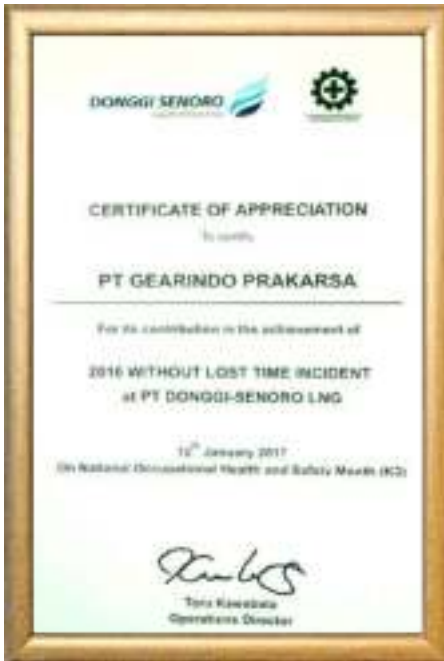 DONGGI SENORO
CERTIFICATE OF APPRECIATION
To certify
PT GEARINDO PRAKARSA
For its contribution in the achievement of
2016 WITHOUT LOST TIME INCIDENT
at PT DONGGI-SENORO LNG
12th January 2017
On National Occupational Health and Safety Month (K3)
Operations Director